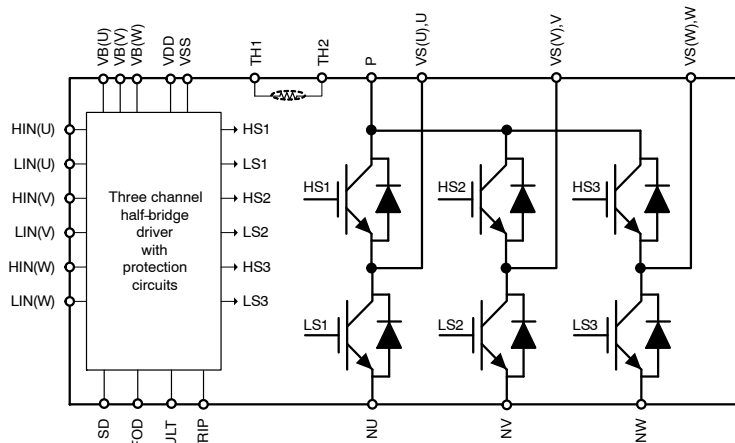 VB(U)
VB(V)
VB(W)
VDD
VSS
TH1
TH2
P
VS(U),U
VS(V),V
VS(W),W
HIN(U)
LIN(U)
HIN(V)
LIN(V)
HIN(W)
LIN(W)
Three channel
half-bridge
driver
with
protection
circuits
HS1
LS1
HS2
LS2
HS3
LS3
HS1
HS2
HS3
LS1
LS2
LS3
SD
NU
NV
NW